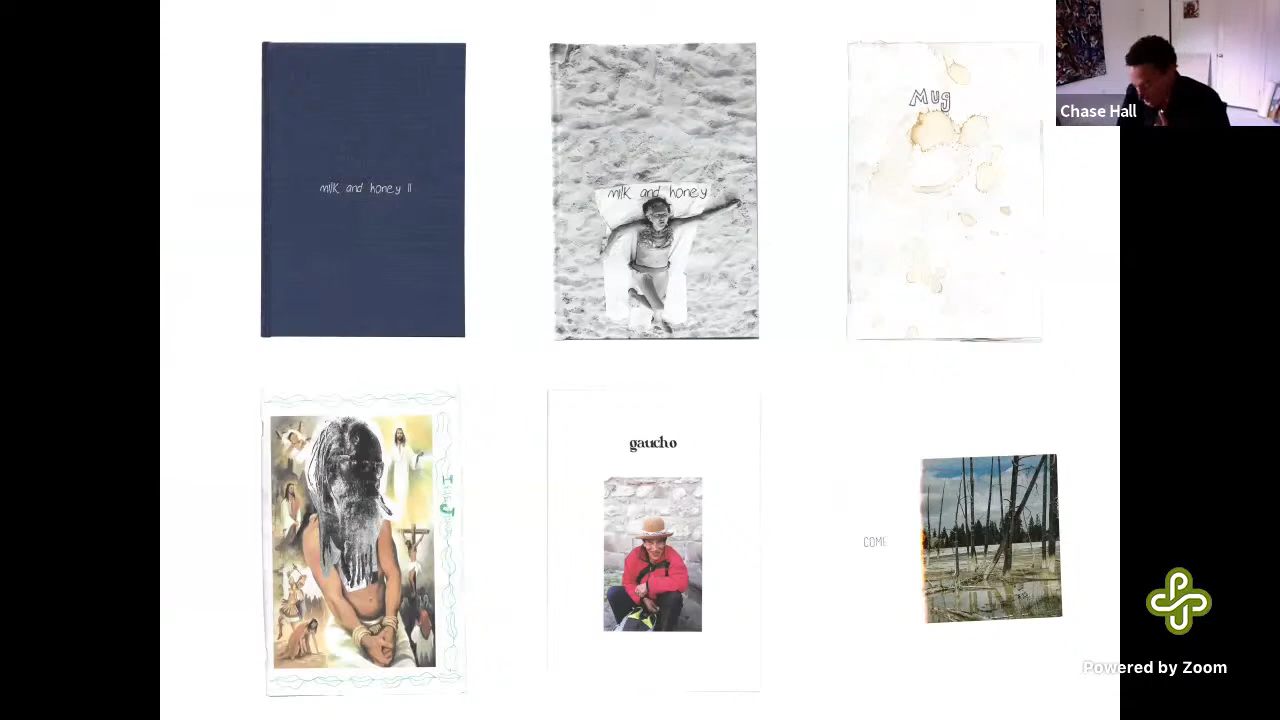 milk and honey II
milk and honey
Mug
Chase Hall
gaucho
COME
Powered by Zoom